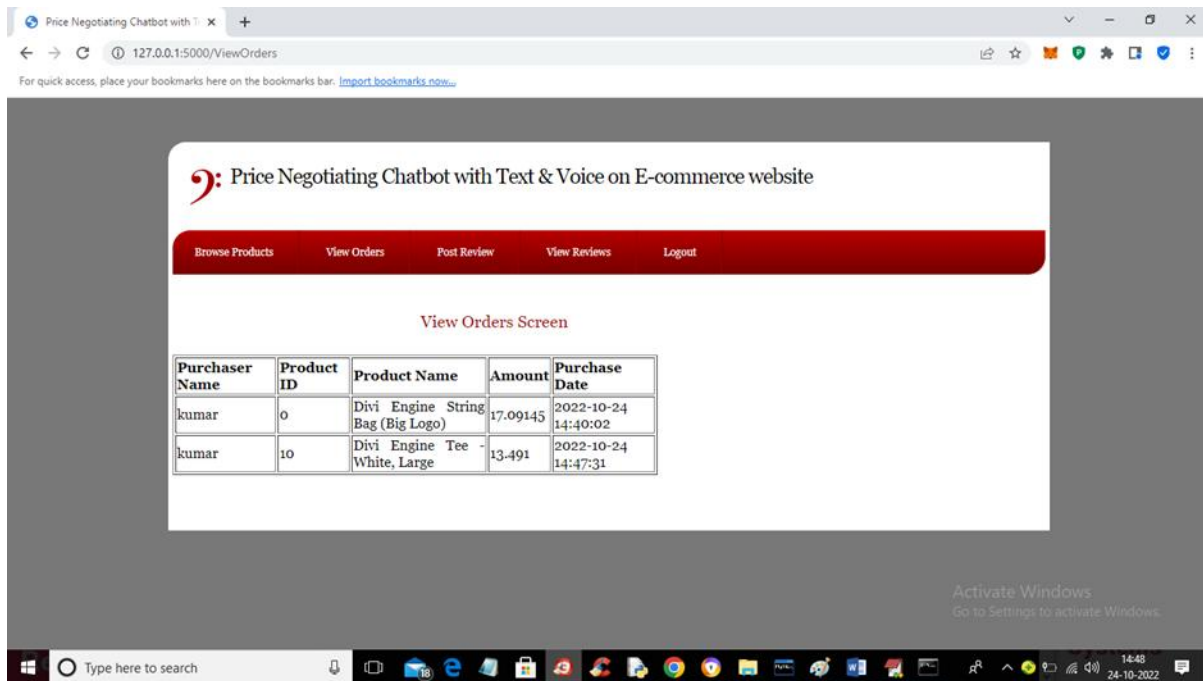 Price Negotiating Chatbot with T
127.0.0.1:5000/ViewOrders
For quick access, place your bookmarks here on the bookmarks bar. Import bookmarks now...
Price Negotiating Chatbot with Text & Voice on E-commerce website
Browse Products View Orders Post Review View Reviews Logout
View Orders Screen
Purchaser Name Product ID Product Name Amount Purchase Date
kumar 0 Divi Engine String Bag (Big Logo) 17.09145 2022-10-24 14:40:02
kumar 10 Divi Engine Tee - White, Large 13.491 2022-10-24 14:47:31
Activate Windows
Go to Settings to activate Windows.
Type here to search
18
14:48
24-10-2022